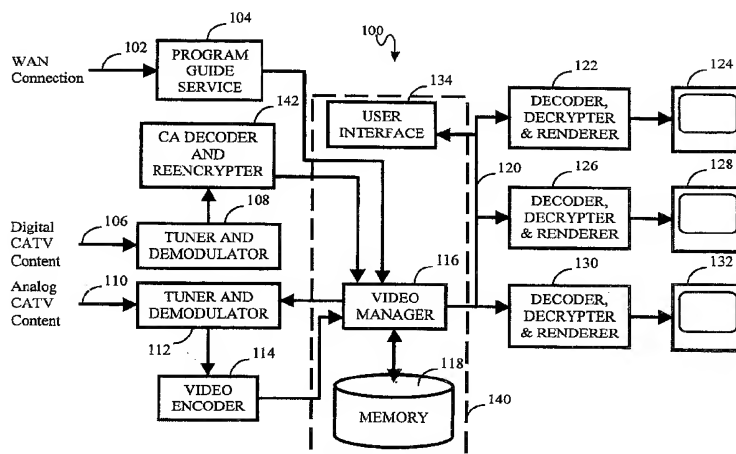 100
WAN
Connection
102
104
PROGRAM
GUIDE
SERVICE
142
CA DECODER
AND
REENCRYPTER
Digital
CATV
Content
106
108
TUNER AND
DEMODULATOR
Analog
CATV
Content
110
TUNER AND
DEMODULATOR
112
114
VIDEO
ENCODER
134
USER
INTERFACE
116
VIDEO
MANAGER
118
MEMORY
140
120
122
DECODER,
DECRYPTER
& RENDERER
124
126
DECODER,
DECRYPTER
& RENDERER
128
130
DECODER,
DECRYPTER
& RENDERER
132